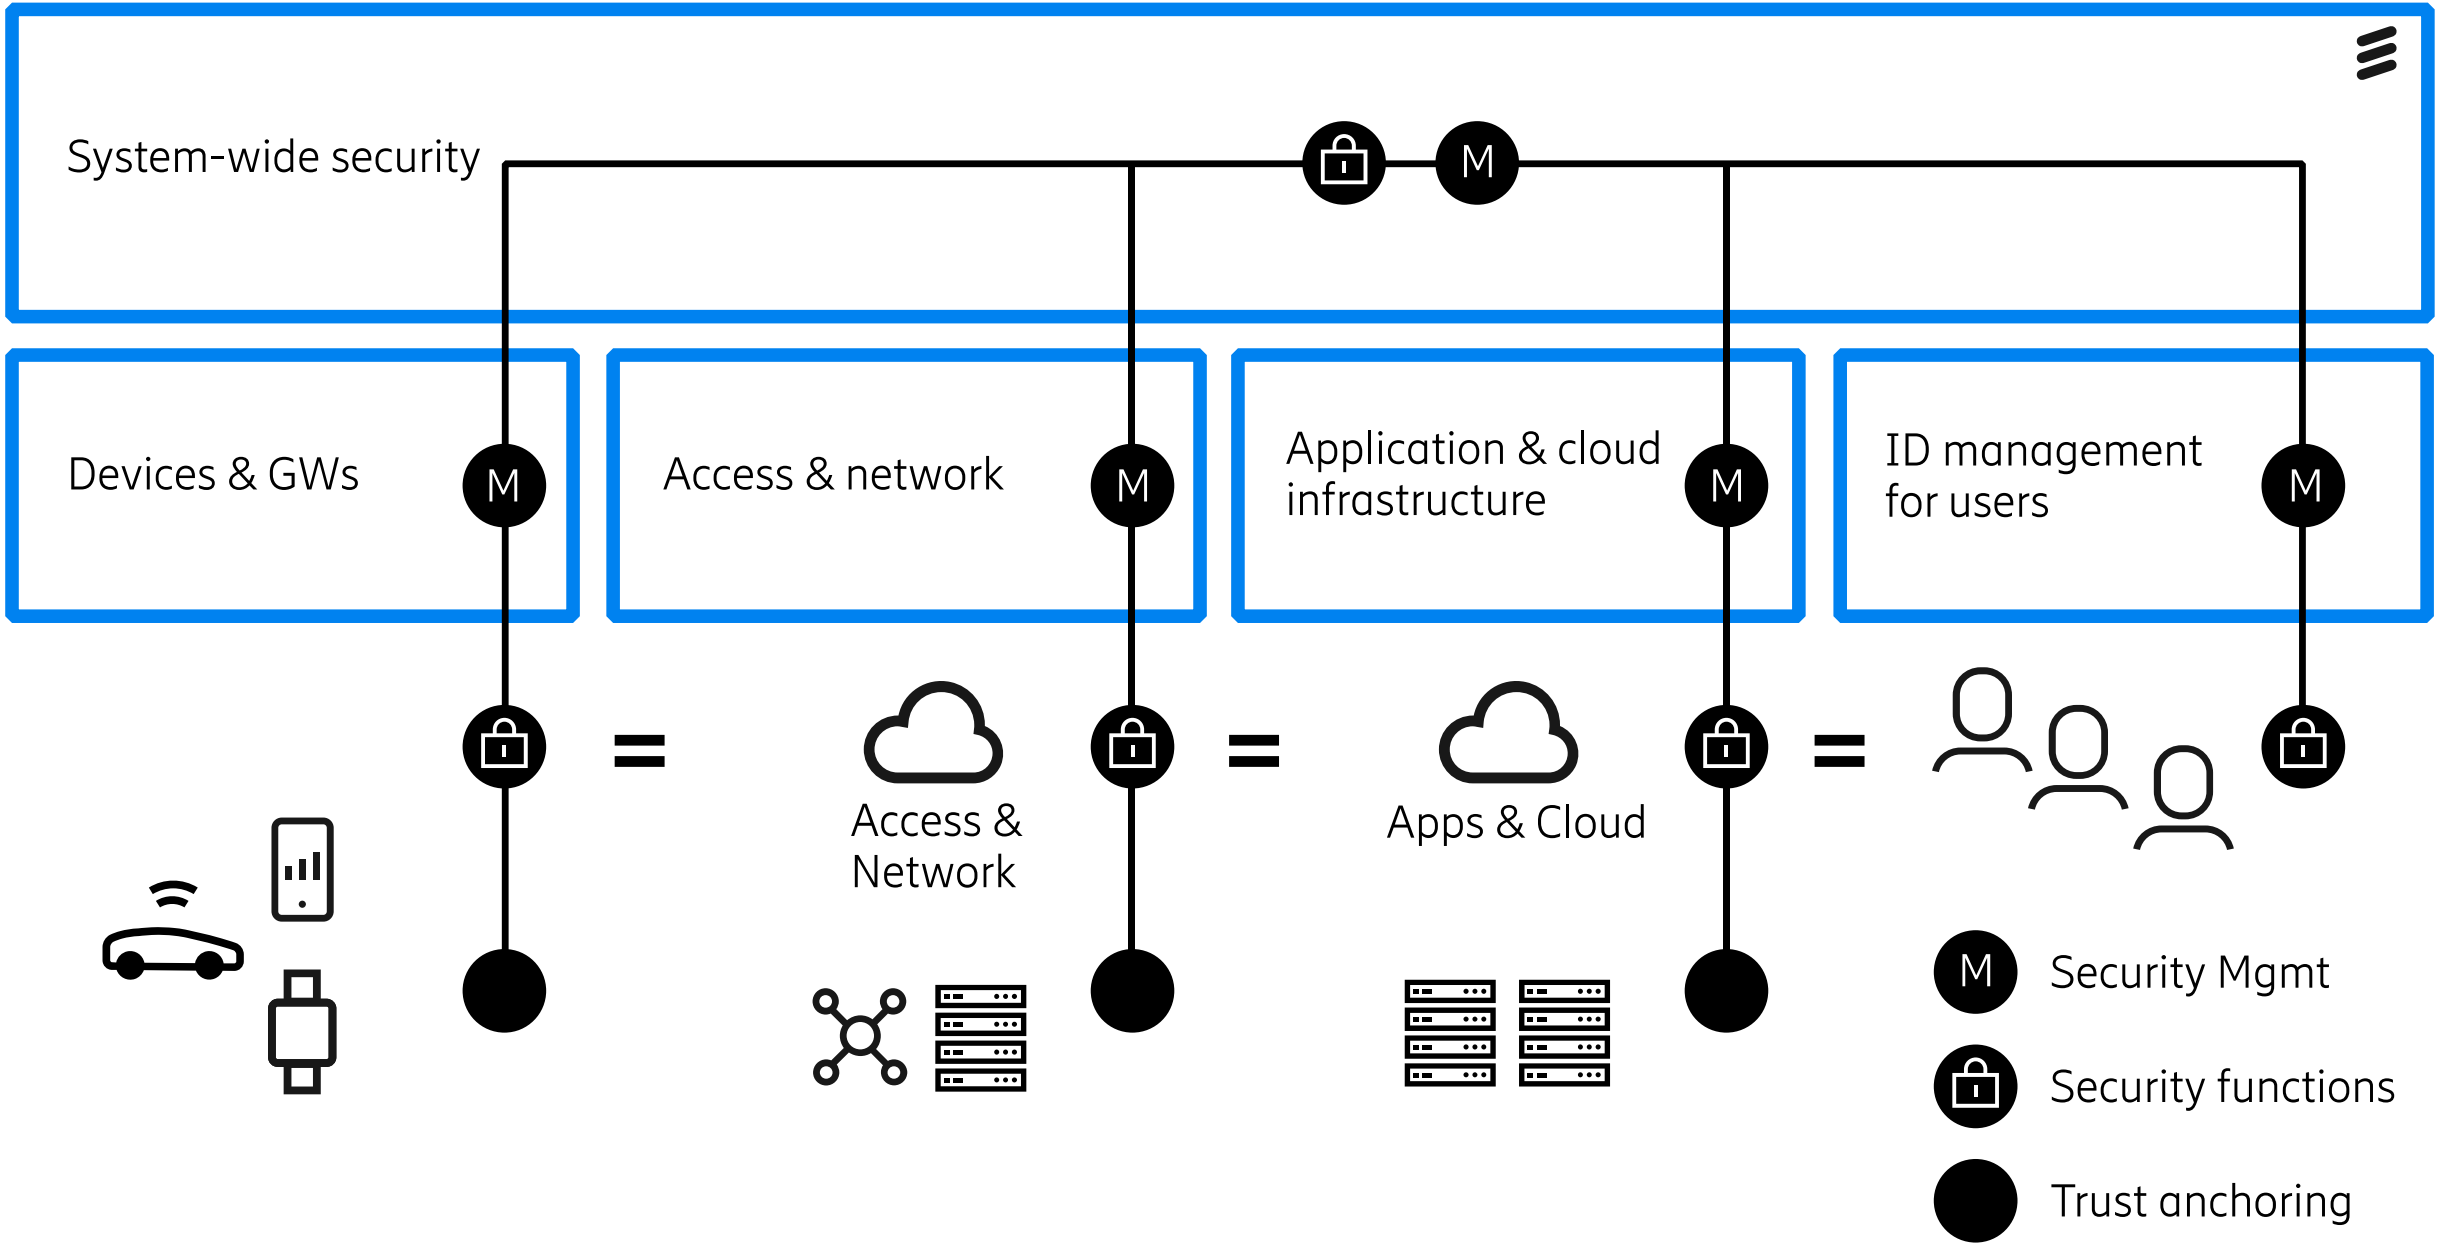 System-wide security
M
Devices & GWs
M
Access & network
M
Application & cloud
infrastructure
M
ID management
for users
M
Access &
Network
Apps & Cloud
M
Security Mgmt
Security functions
Trust anchoring